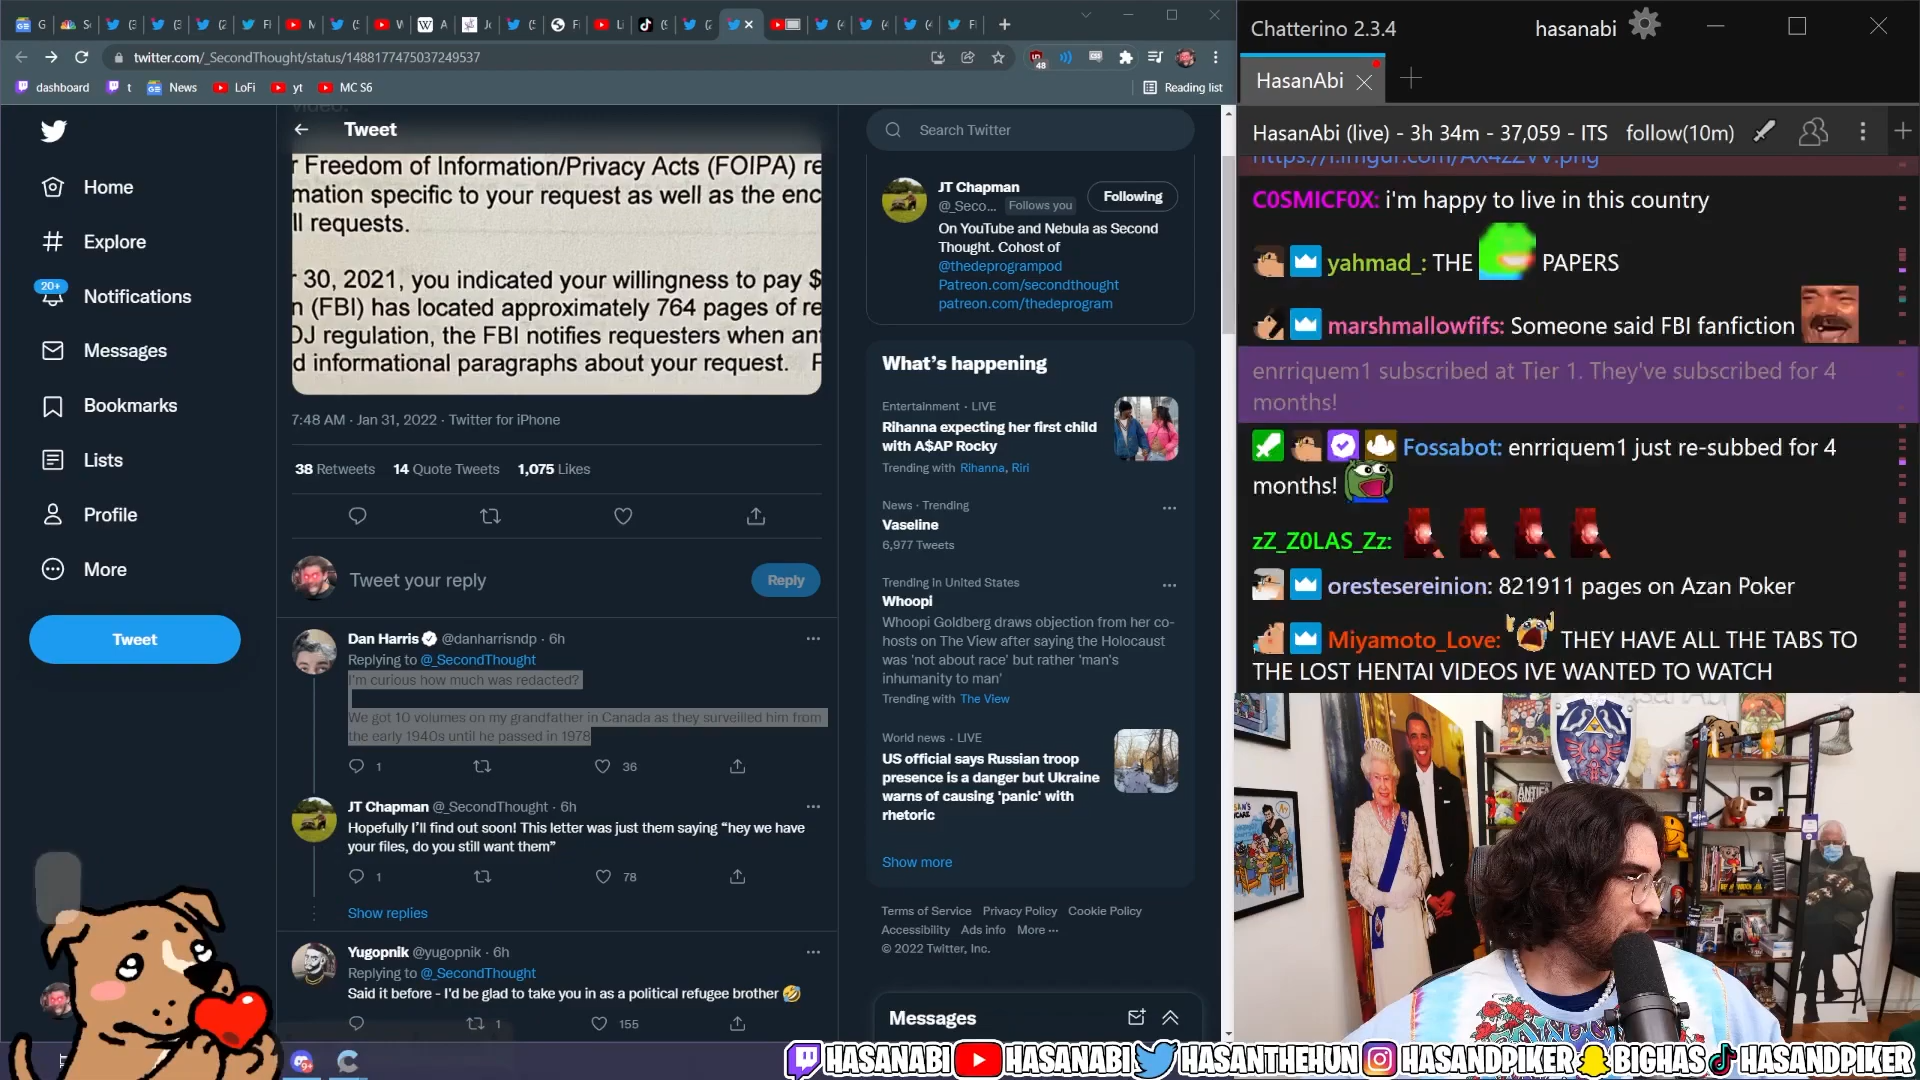 twitter.com/_SecondThought/status/1488177475037249537
dashboard
t
News
LoFi
yt
MC S6
Reading list
Tweet
Search Twitter
Home
Explore
20+
Notifications
Messages
Bookmarks
Lists
Profile
More
Tweet
r Freedom of Information/Privacy Acts (FOIPA) re
mation specific to your request as well as the enc
ll requests.
r 30, 2021, you indicated your willingness to pay $
n (FBI) has located approximately 764 pages of re
OJ regulation, the FBI notifies requesters when an
d informational paragraphs about your request.
7:48 AM · Jan 31, 2022 · Twitter for iPhone
38 Retweets 14 Quote Tweets 1,075 Likes
Tweet your reply
Reply
Dan Harris @danharrisndp · 6h
Replying to @_SecondThought
I'm curious how much was redacted?
We got 10 volumes on my grandfather in Canada as they surveilled him from
the early 1940s until he passed in 1978
1
36
JT Chapman @_SecondThought · 6h
Hopefully I'll find out soon! This letter was just them saying “hey we have
your files, do you still want them”
1
78
Show replies
Yugopnik @yugopnik · 6h
Replying to @_SecondThought
Said it before - I'd be glad to take you in as a political refugee brother 🤣
1
155
JT Chapman
@_Seco... Follows you
Following
On YouTube and Nebula as Second
Thought. Cohost of
@thedeprogrampod
Patreon.com/secondthought
patreon.com/thedeprogram
What's happening
Entertainment · LIVE
Rihanna expecting her first child
with A$AP Rocky
Trending with Rihanna, Riri
News · Trending
Vaseline
6,977 Tweets
Trending in United States
Whoopi
Whoopi Goldberg draws objection from her co-
hosts on The View after saying the Holocaust
was 'not about race' but rather 'man's
inhumanity to man'
Trending with The View
World news · LIVE
US official says Russian troop
presence is a danger but Ukraine
warns of causing 'panic' with
rhetoric
Show more
Terms of Service Privacy Policy Cookie Policy
Accessibility Ads info More ···
© 2022 Twitter, Inc.
Messages
Chatterino 2.3.4
hasanabi
HasanAbi
HasanAbi (live) - 3h 34m - 37,059 - ITS follow(10m)
C0SMICF0X: i'm happy to live in this country
yahmad_: THE PAPERS
marshmallowfifs: Someone said FBI fanfiction
enrriquem1 subscribed at Tier 1. They've subscribed for 4
months!
Fossabot: enrriquem1 just re-subbed for 4
months!
zZ_Z0LAS_Zz:
orestesereinion: 821911 pages on Azan Poker
Miyamoto_Love: THEY HAVE ALL THE TABS TO
THE LOST HENTAI VIDEOS IVE WANTED TO WATCH
HASANABI HASANABI HASANTHEHUN HASANDPIKER BIGHAS HASANDPIKER